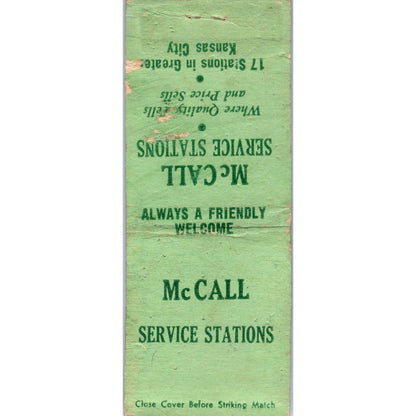 17 Stations in Greater
Kansas City
Where Quality Tells
and Price Sells
McCALL
SERVICE STATIONS
ALWAYS A FRIENDLY
WELCOME
McCALL
SERVICE STATIONS
Close Cover Before Striking Match